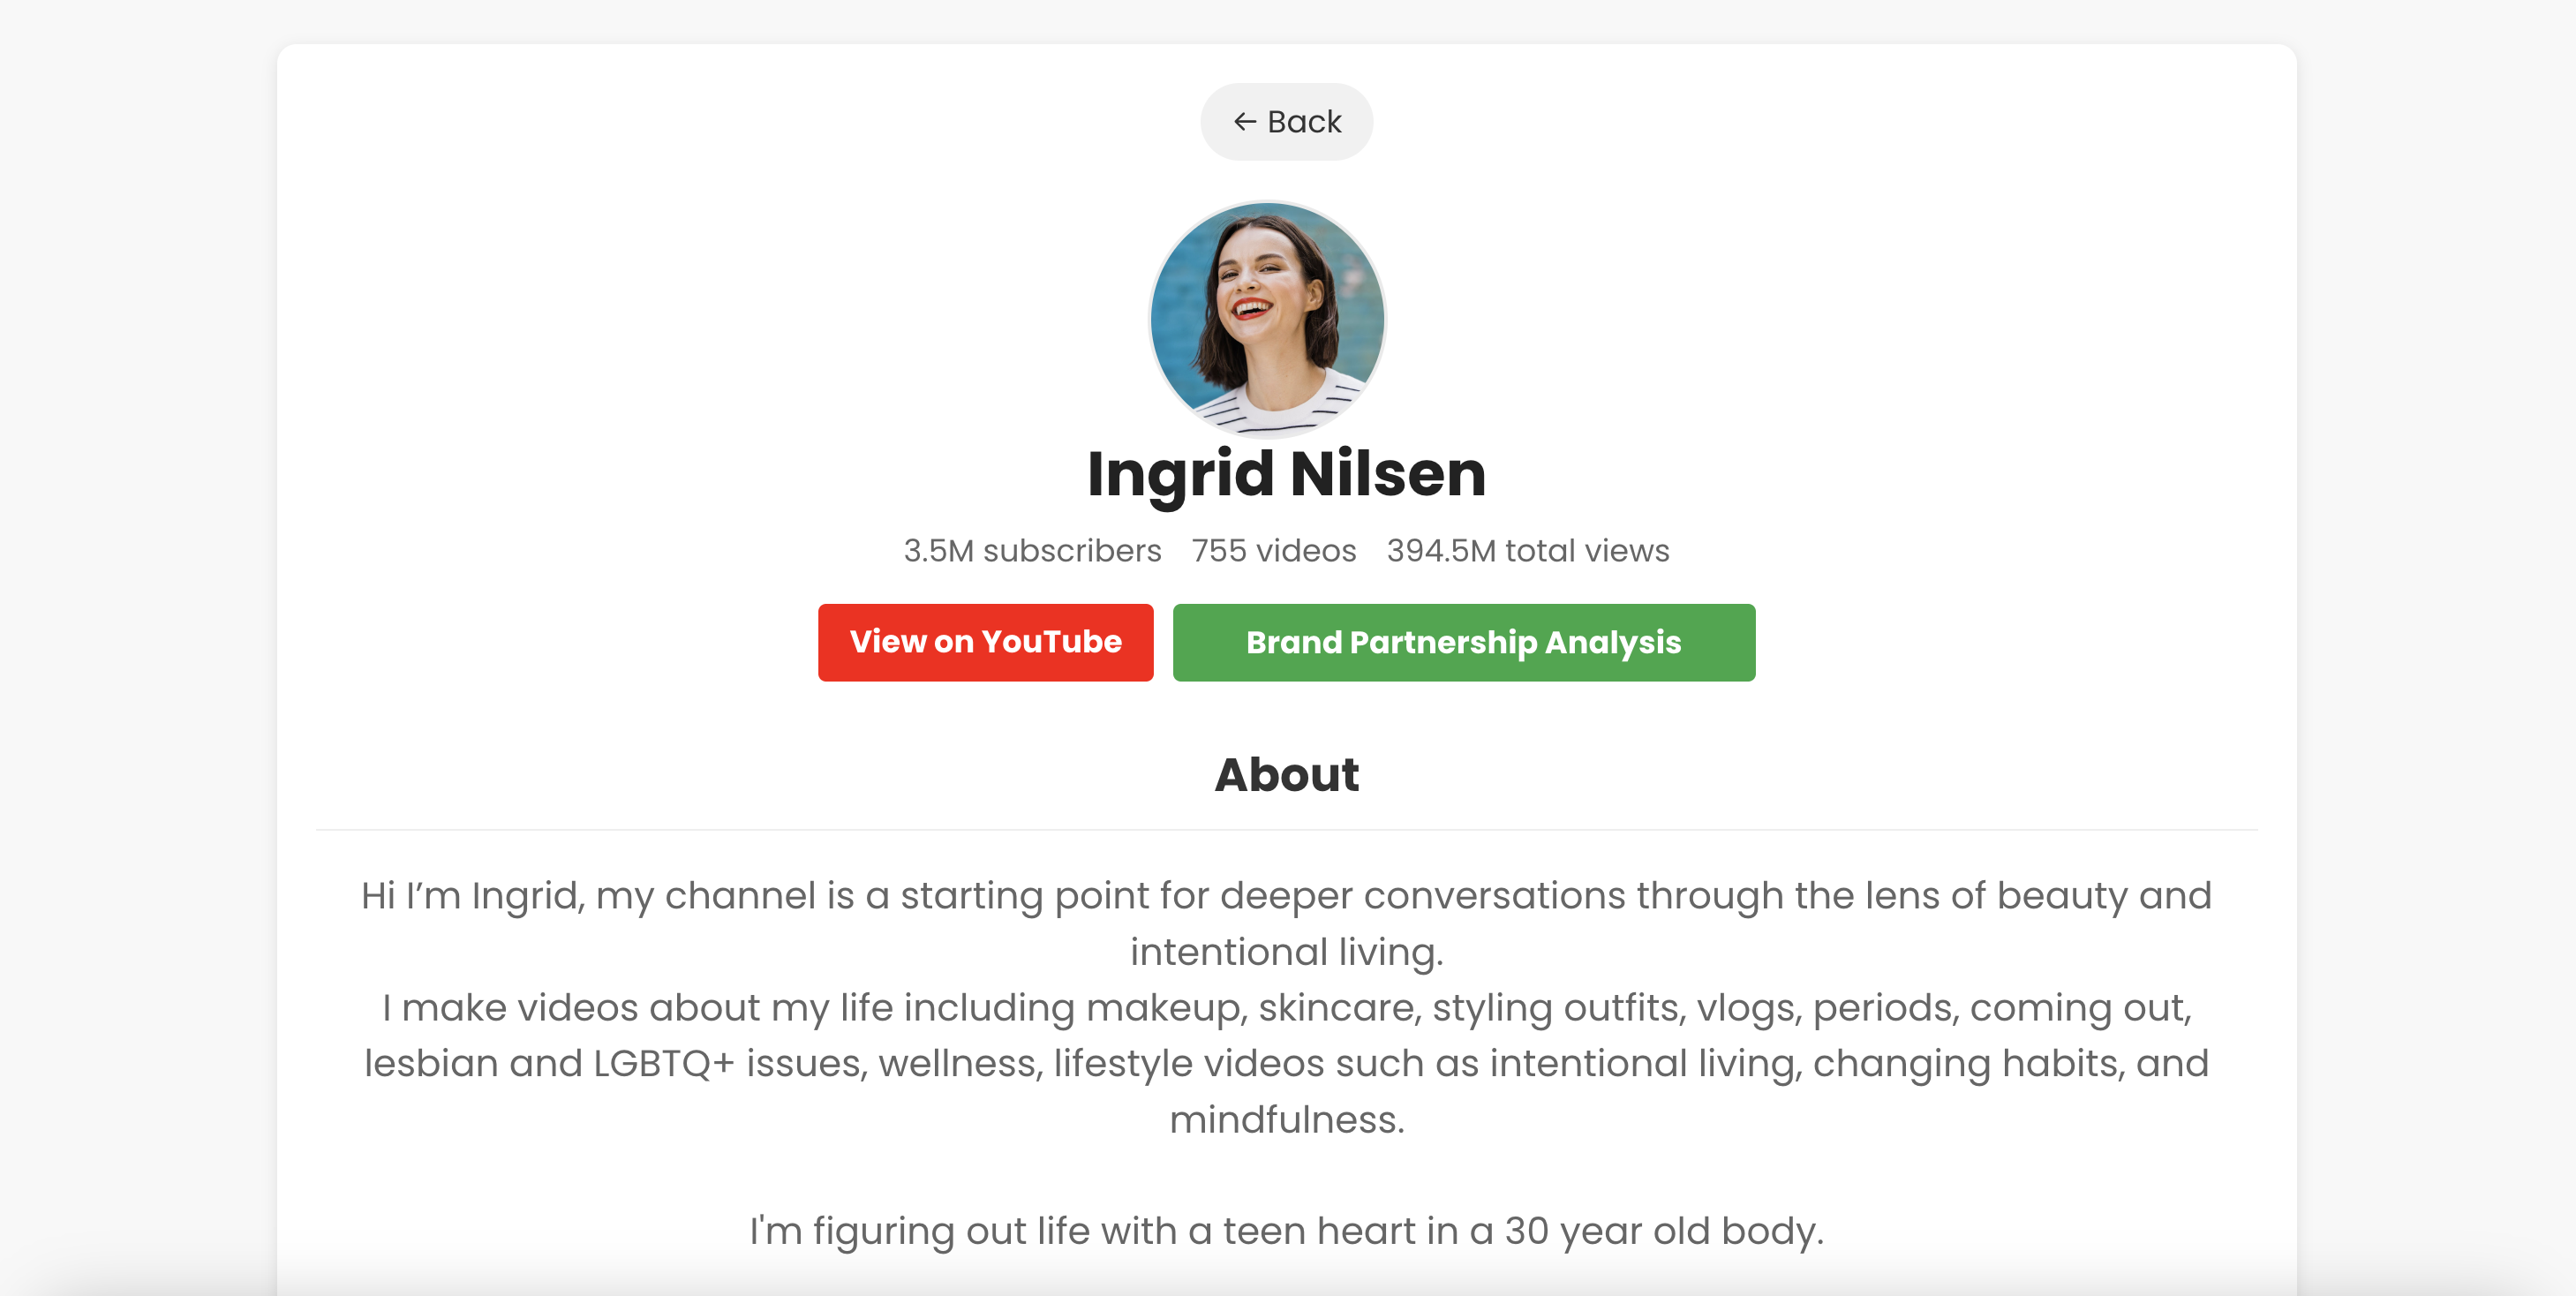 ← Back
Ingrid Nilsen
3.5M subscribers 755 videos 394.5M total views
View on YouTube Brand Partnership Analysis
About
Hi I’m Ingrid, my channel is a starting point for deeper conversations through the lens of beauty and
intentional living.
I make videos about my life including makeup, skincare, styling outfits, vlogs, periods, coming out,
lesbian and LGBTQ+ issues, wellness, lifestyle videos such as intentional living, changing habits, and
mindfulness.
I'm figuring out life with a teen heart in a 30 year old body.